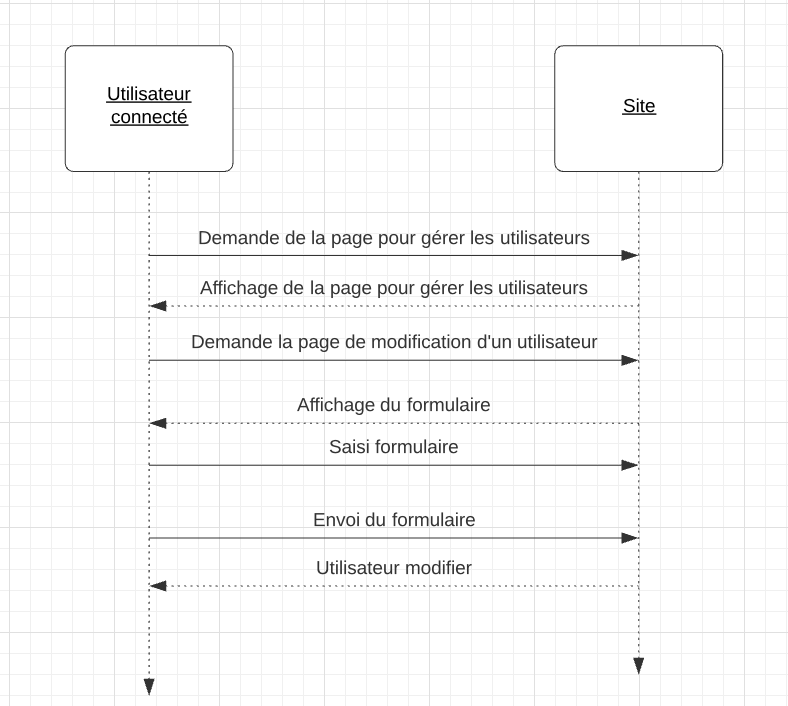 Utilisateur
connecté
Site
Demande de la page pour gérer les utilisateurs
Affichage de la page pour gérer les utilisateurs
Demande la page de modification d'un utilisateur
Affichage du formulaire
Saisi formulaire
Envoi du formulaire
Utilisateur modifier